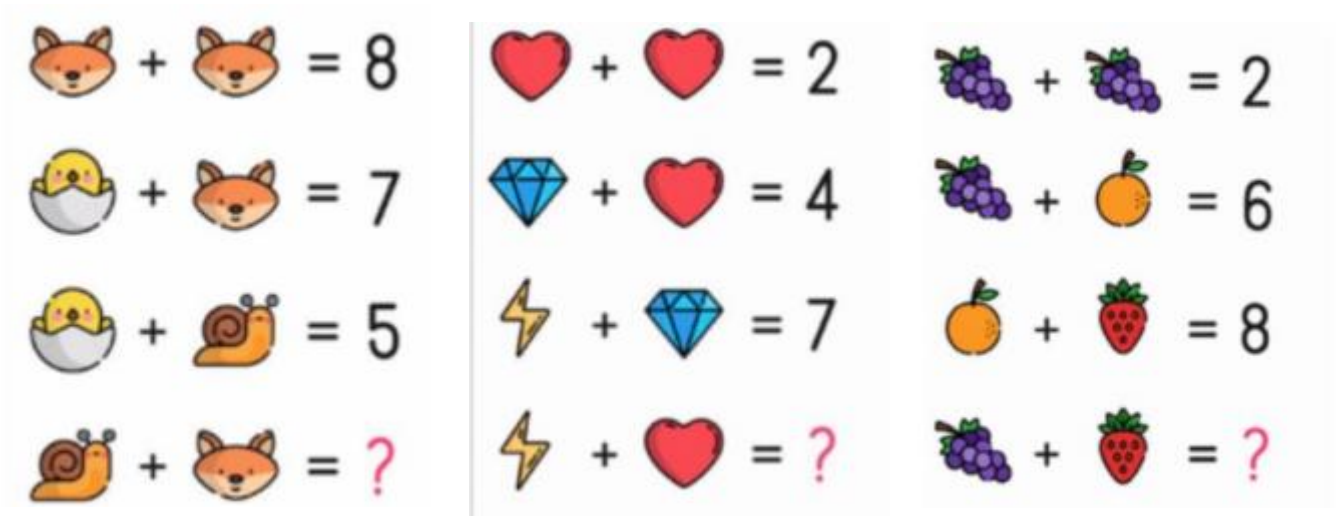 + = 8
+ = 7
+ = 5
+ = ?
+ = 2
+ = 4
+ = 7
+ = ?
+ = 2
+ = 6
+ = 8
+ = ?